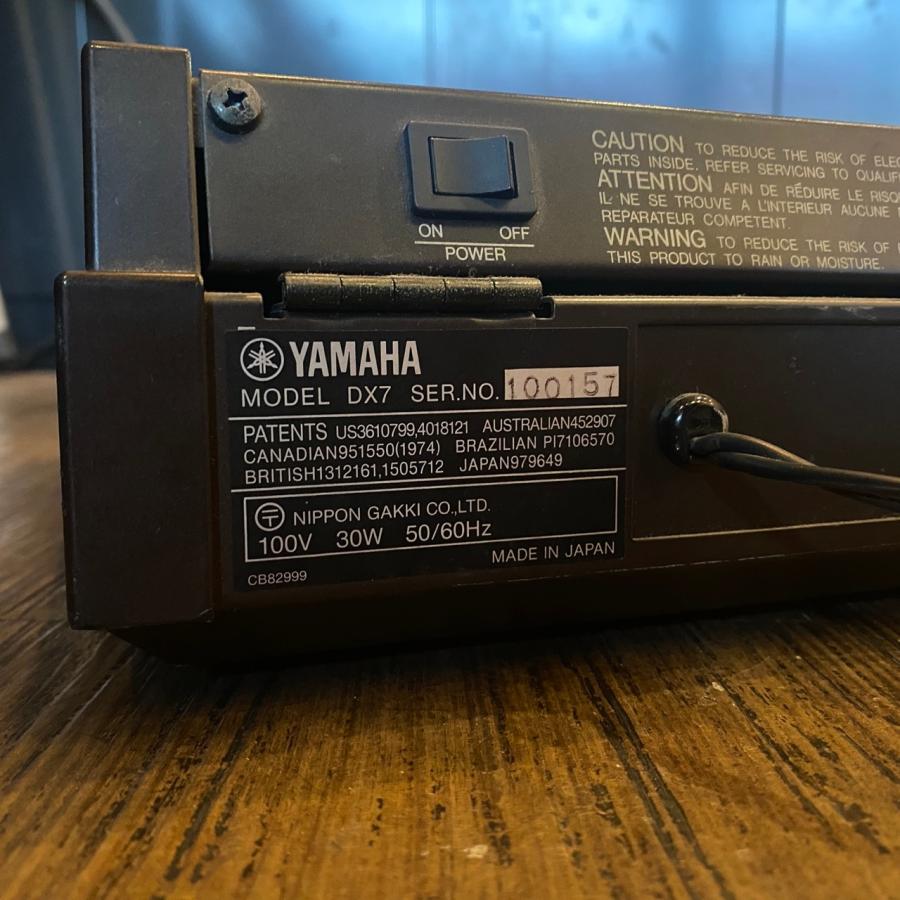 CAUTION TO REDUCE THE RISK OF
PARTS INSIDE. REFER SERVICING TO
ATTENTION AFIN DE RÉDUIRE LE
IL NE SE TROUVE A L'INTERIEUR AUCUNE
REPARATEUR COMPETENT.
WARNING TO REDUCE THE RISK OF
THIS PRODUCT TO RAIN OR MOISTURE.
ON OFF
POWER
YAMAHA
MODEL DX7 SER.NO. 100157
PATENTS US3610799,4018121 AUSTRALIAN452907
CANADIAN951550(1974) BRAZILIAN PI7106570
BRITISH1312161,1505712 JAPAN979649
NIPPON GAKKI CO.,LTD.
100V 30W 50/60Hz
MADE IN JAPAN
CB82999